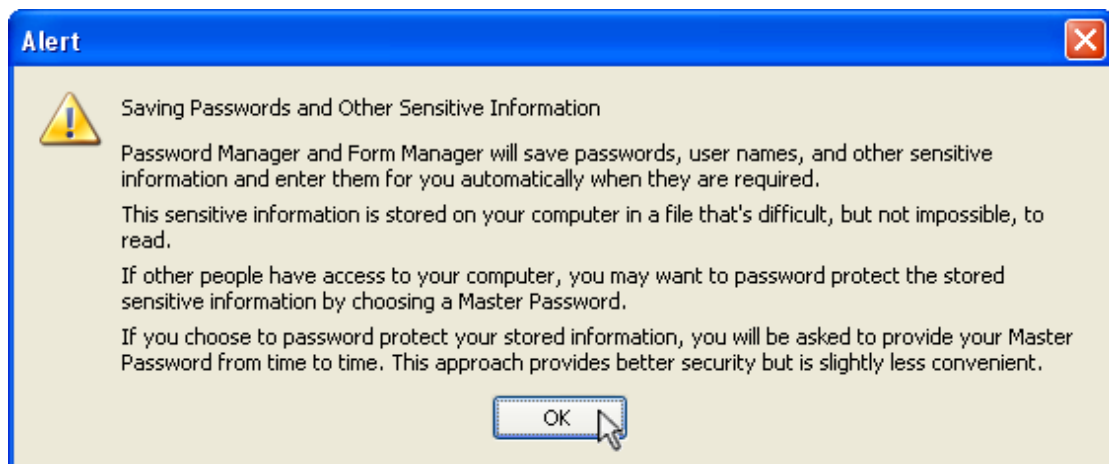 Alert
Saving Passwords and Other Sensitive Information
Password Manager and Form Manager will save passwords, user names, and other sensitive
information and enter them for you automatically when they are required.
This sensitive information is stored on your computer in a file that's difficult, but not impossible, to
read.
If other people have access to your computer, you may want to password protect the stored
sensitive information by choosing a Master Password.
If you choose to password protect your stored information, you will be asked to provide your Master
Password from time to time. This approach provides better security but is slightly less convenient.
OK